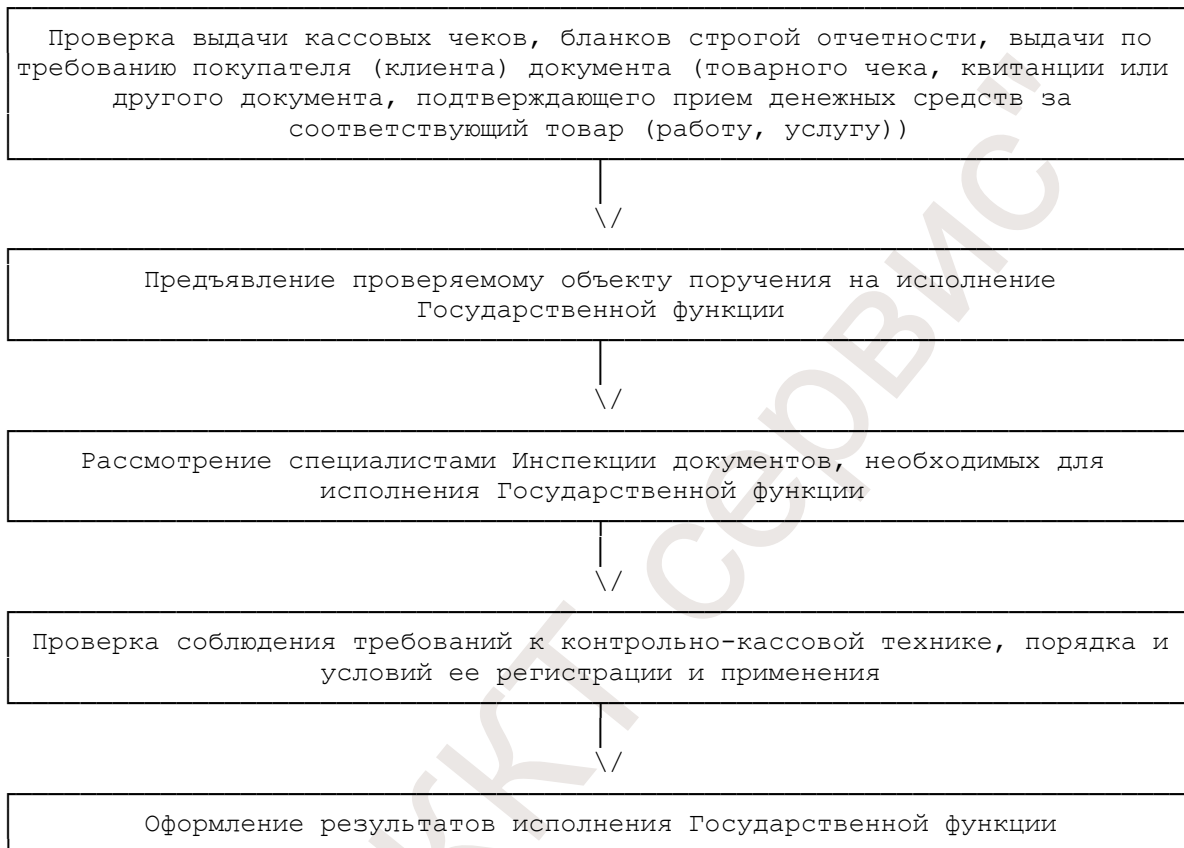 Проверка выдачи кассовых чеков, бланков строгой отчетности, выдачи по
требованию покупателя (клиента) документа (товарного чека, квитанции или
другого документа, подтверждающего прием денежных средств за
соответствующий товар (работу, услугу))
\/
Предъявление проверяемому объекту поручения на исполнение
Государственной функции
\/
Рассмотрение специалистами Инспекции документов, необходимых для
исполнения Государственной функции
\/
Проверка соблюдения требований к контрольно-кассовой технике, порядка и
условий ее регистрации и применения
\/
Оформление результатов исполнения Государственной функции
ККТ сервис"